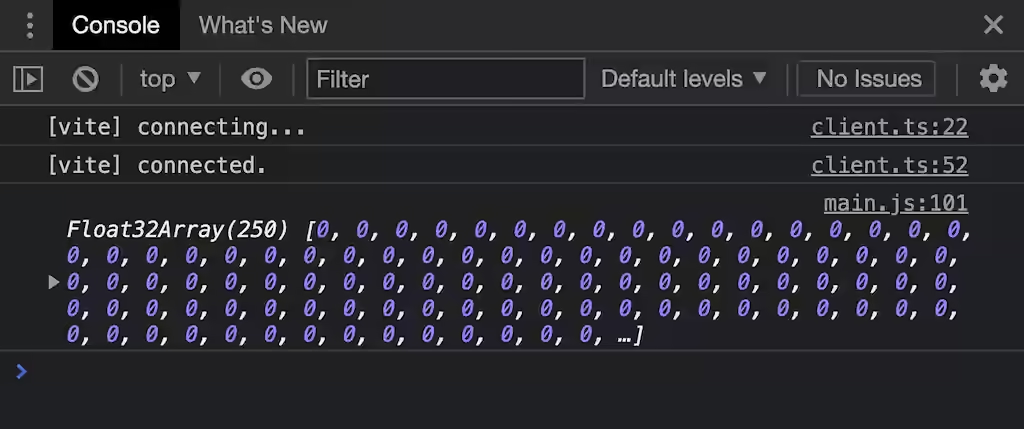 Console What's New
top Filter Default levels No Issues
[vite] connecting... client.ts:22
[vite] connected. client.ts:52
main.js:101
Float32Array(250) [0, 0, 0, 0, 0, 0, 0, 0, 0, 0, 0, 0, 0, 0, 0, 0, 0,
0, 0, 0, 0, 0, 0, 0, 0, 0, 0, 0, 0, 0, 0, 0, 0, 0, 0, 0, 0, 0, 0, 0,
0, 0, 0, 0, 0, 0, 0, 0, 0, 0, 0, 0, 0, 0, 0, 0, 0, 0, 0, 0, 0, 0, 0,
0, 0, 0, 0, 0, 0, 0, 0, 0, 0, 0, 0, 0, 0, 0, 0, 0, 0, 0, 0, 0, 0, 0,
0, 0, 0, 0, 0, 0, 0, 0, 0, 0, 0, 0, 0, 0, …]